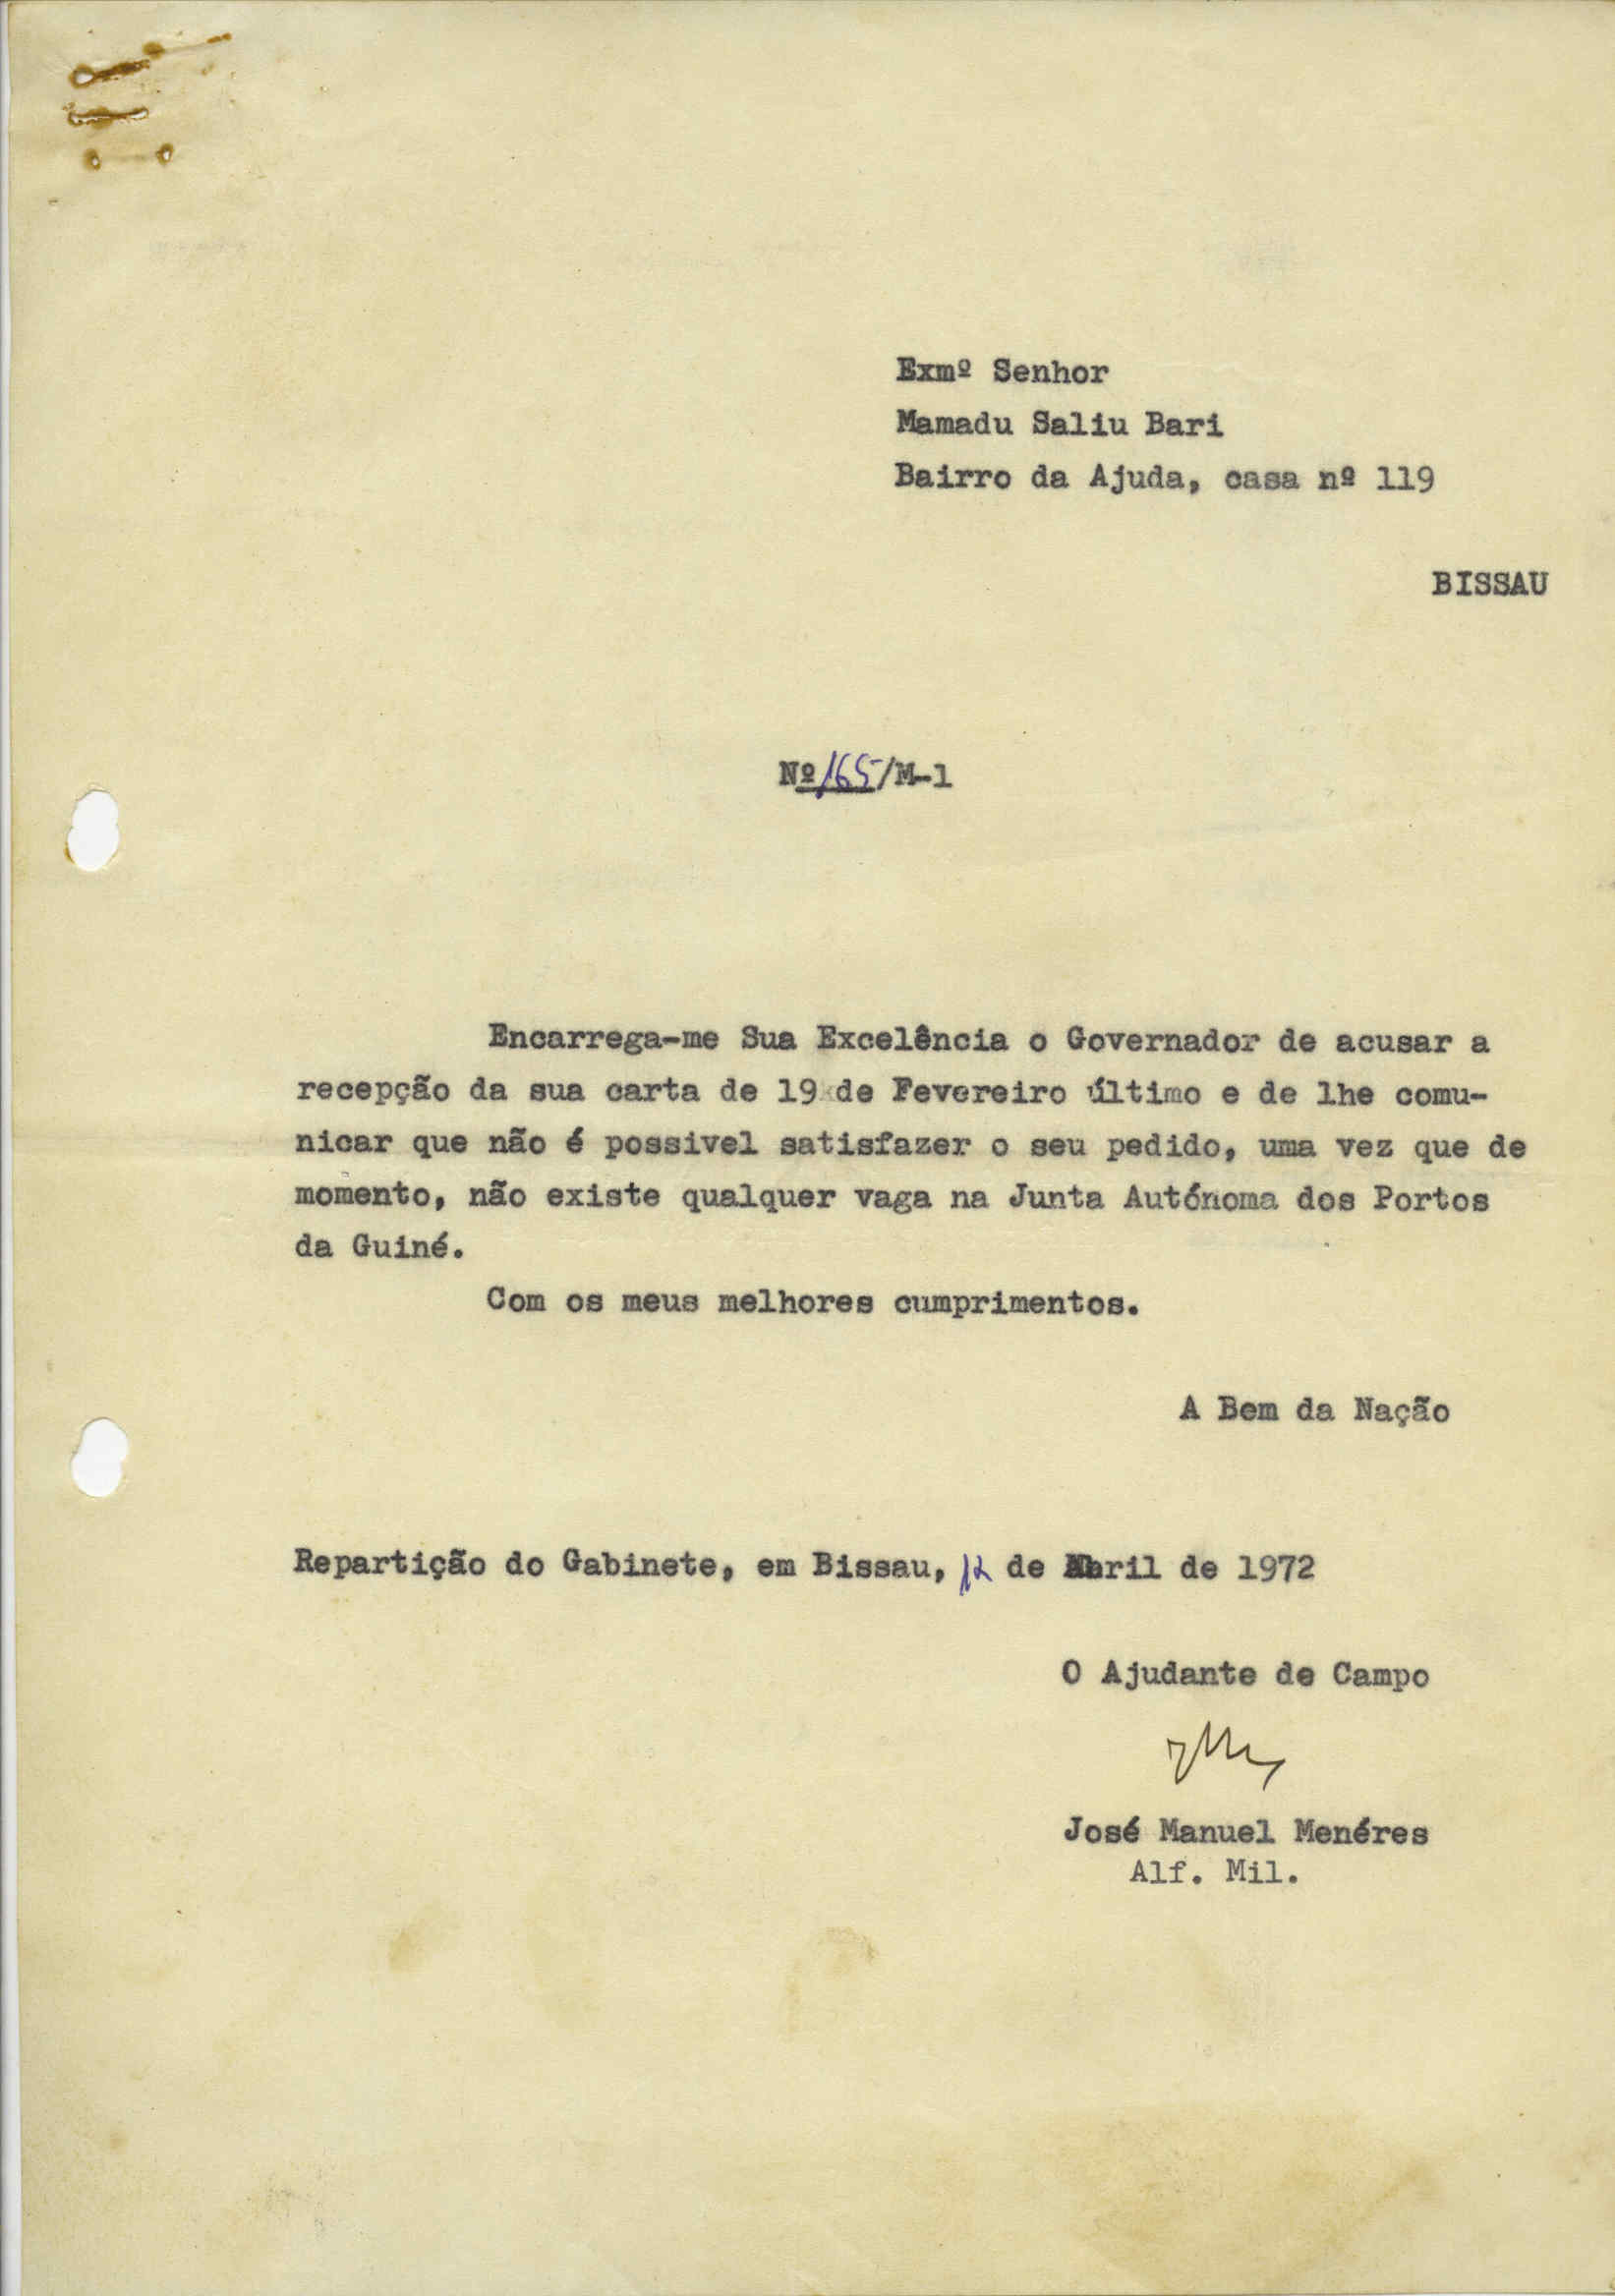 Exmº Senhor
Mamadu Saliu Bari
Bairro da Ajuda, casa nº 119
BISSAU
Nº 165/M-1
Encarrega-me Sua Excelência o Governador de acusar a
recepção da sua carta de 19 de Fevereiro último e de lhe comu-
nicar que não é possivel satisfazer o seu pedido, uma vez que de
momento, não existe qualquer vaga na Junta Autónoma dos Portos
da Guiné.
Com os meus melhores cumprimentos.
A Bem da Nação
Repartição do Gabinete, em Bissau, 12 de Abril de 1972
O Ajudante de Campo
José Manuel Menéres
Alf. Mil.